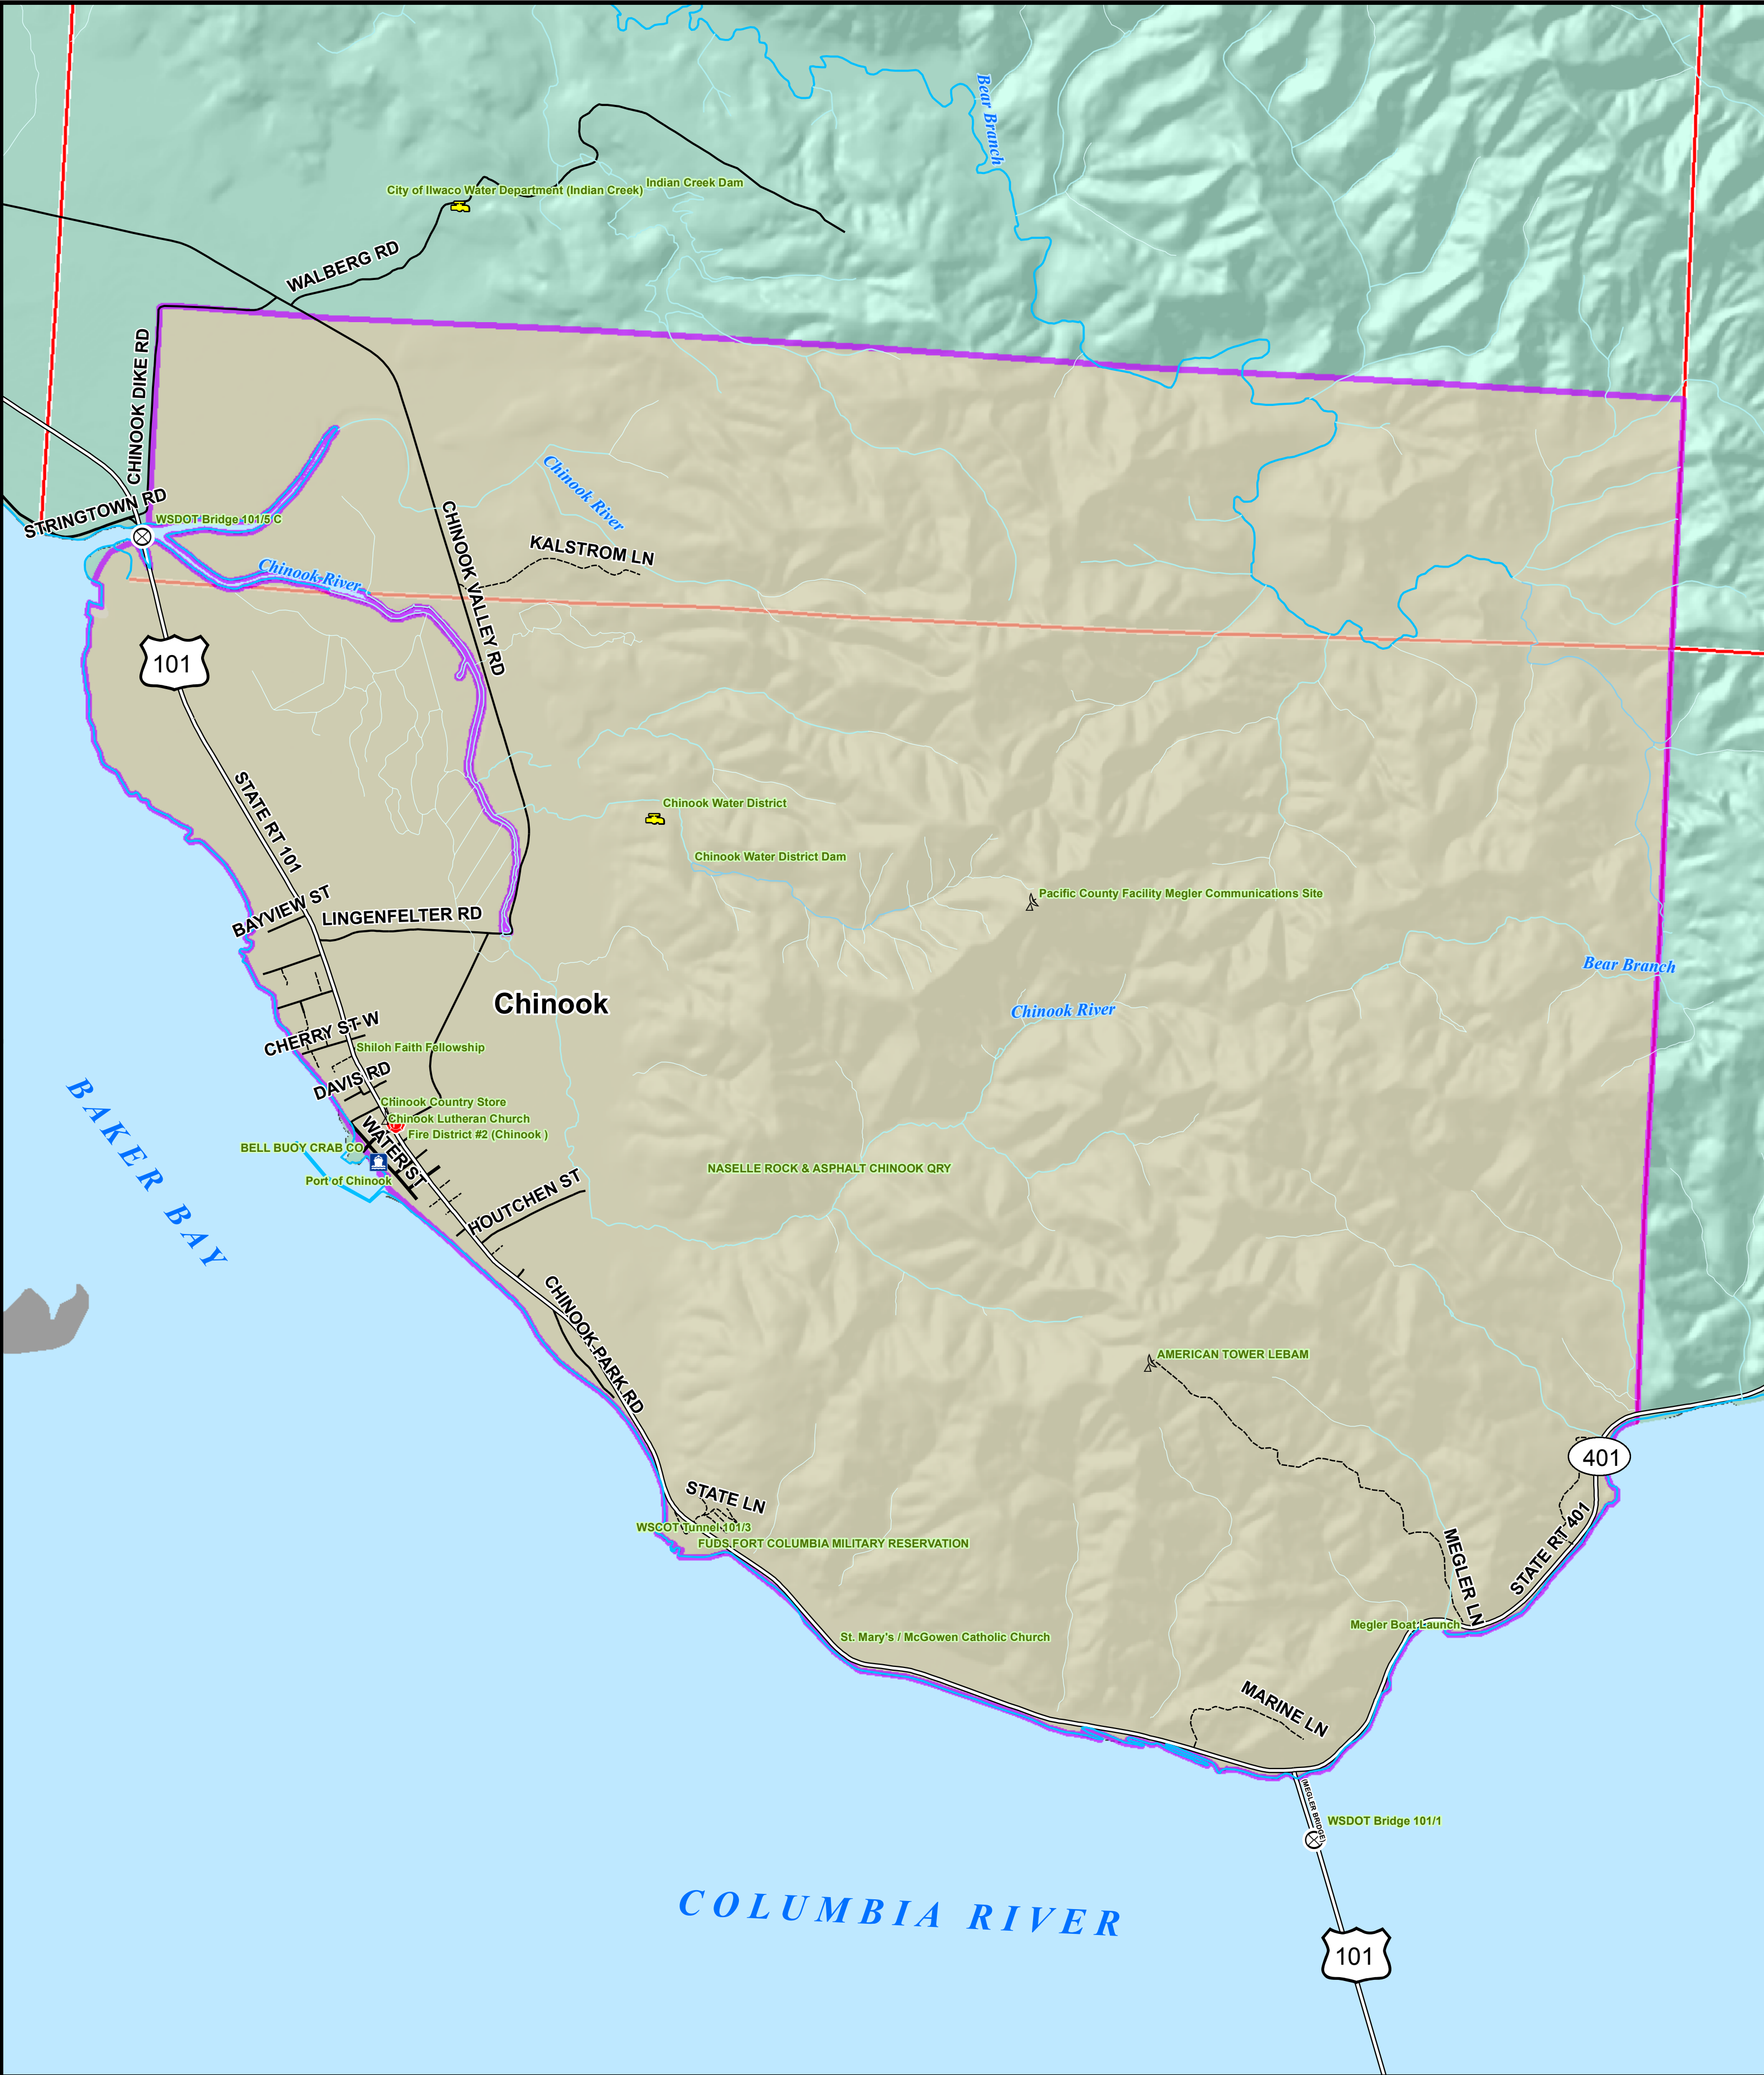 Bear Branch
City of Ilwaco Water Department (Indian Creek)
Indian Creek Dam
WALBERG RD
CHINOOK DIKE RD
STRINGTOWN RD
WSDOT Bridge 101/5 C
Chinook River
Chinook River
KALSTROM LN
CHINOOK VALLEY RD
101
STATE RT 101
Chinook Water District
Chinook Water District Dam
Pacific County Facility Megler Communications Site
BAYVIEW ST
LINGENFELTER RD
Bear Branch
Chinook
Chinook River
CHERRY ST W
Shiloh Faith Fellowship
DAVIS RD
Chinook Country Store
Chinook Lutheran Church
Fire District #2 (Chinook )
WATER ST
BELL BUOY CRAB CO
Port of Chinook
BAKER BAY
NASELLE ROCK & ASPHALT CHINOOK QRY
HOUTCHEN ST
CHINOOK PARK RD
AMERICAN TOWER LEBAM
401
STATE LN
WSCOT Tunnel 101/3
FUDS FORT COLUMBIA MILITARY RESERVATION
MEGLER LN
STATE RT 401
Megler Boat Launch
St. Mary's / McGowen Catholic Church
MARINE LN
(MEGLER BRIDGE)
WSDOT Bridge 101/1
COLUMBIA RIVER
101